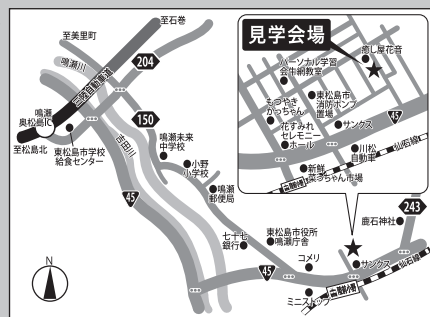 至石巻
至美里町
鳴瀬川
204
三陸自動車道
鳴瀬
奥松島IC
至松島北
東松島市学校
給食センター
吉田川
150
鳴瀬未来
中学校
小野
小学校
鳴瀬
郵便局
45
七十七
銀行
東松島市役所
鳴瀬庁舎
45
コメリ
ミニストップ
サンクス
鹿石神社
243
仙石線
N
見学会場
癒し屋花音
パーソナル学習
会牛網教室
東松島市
消防ポンプ
置場
もつやき
かっちゃん
花すみれ
セレモニー
ホール
サンクス
45
川松
自動車
新鮮
菜っちゃん市場
仙石線